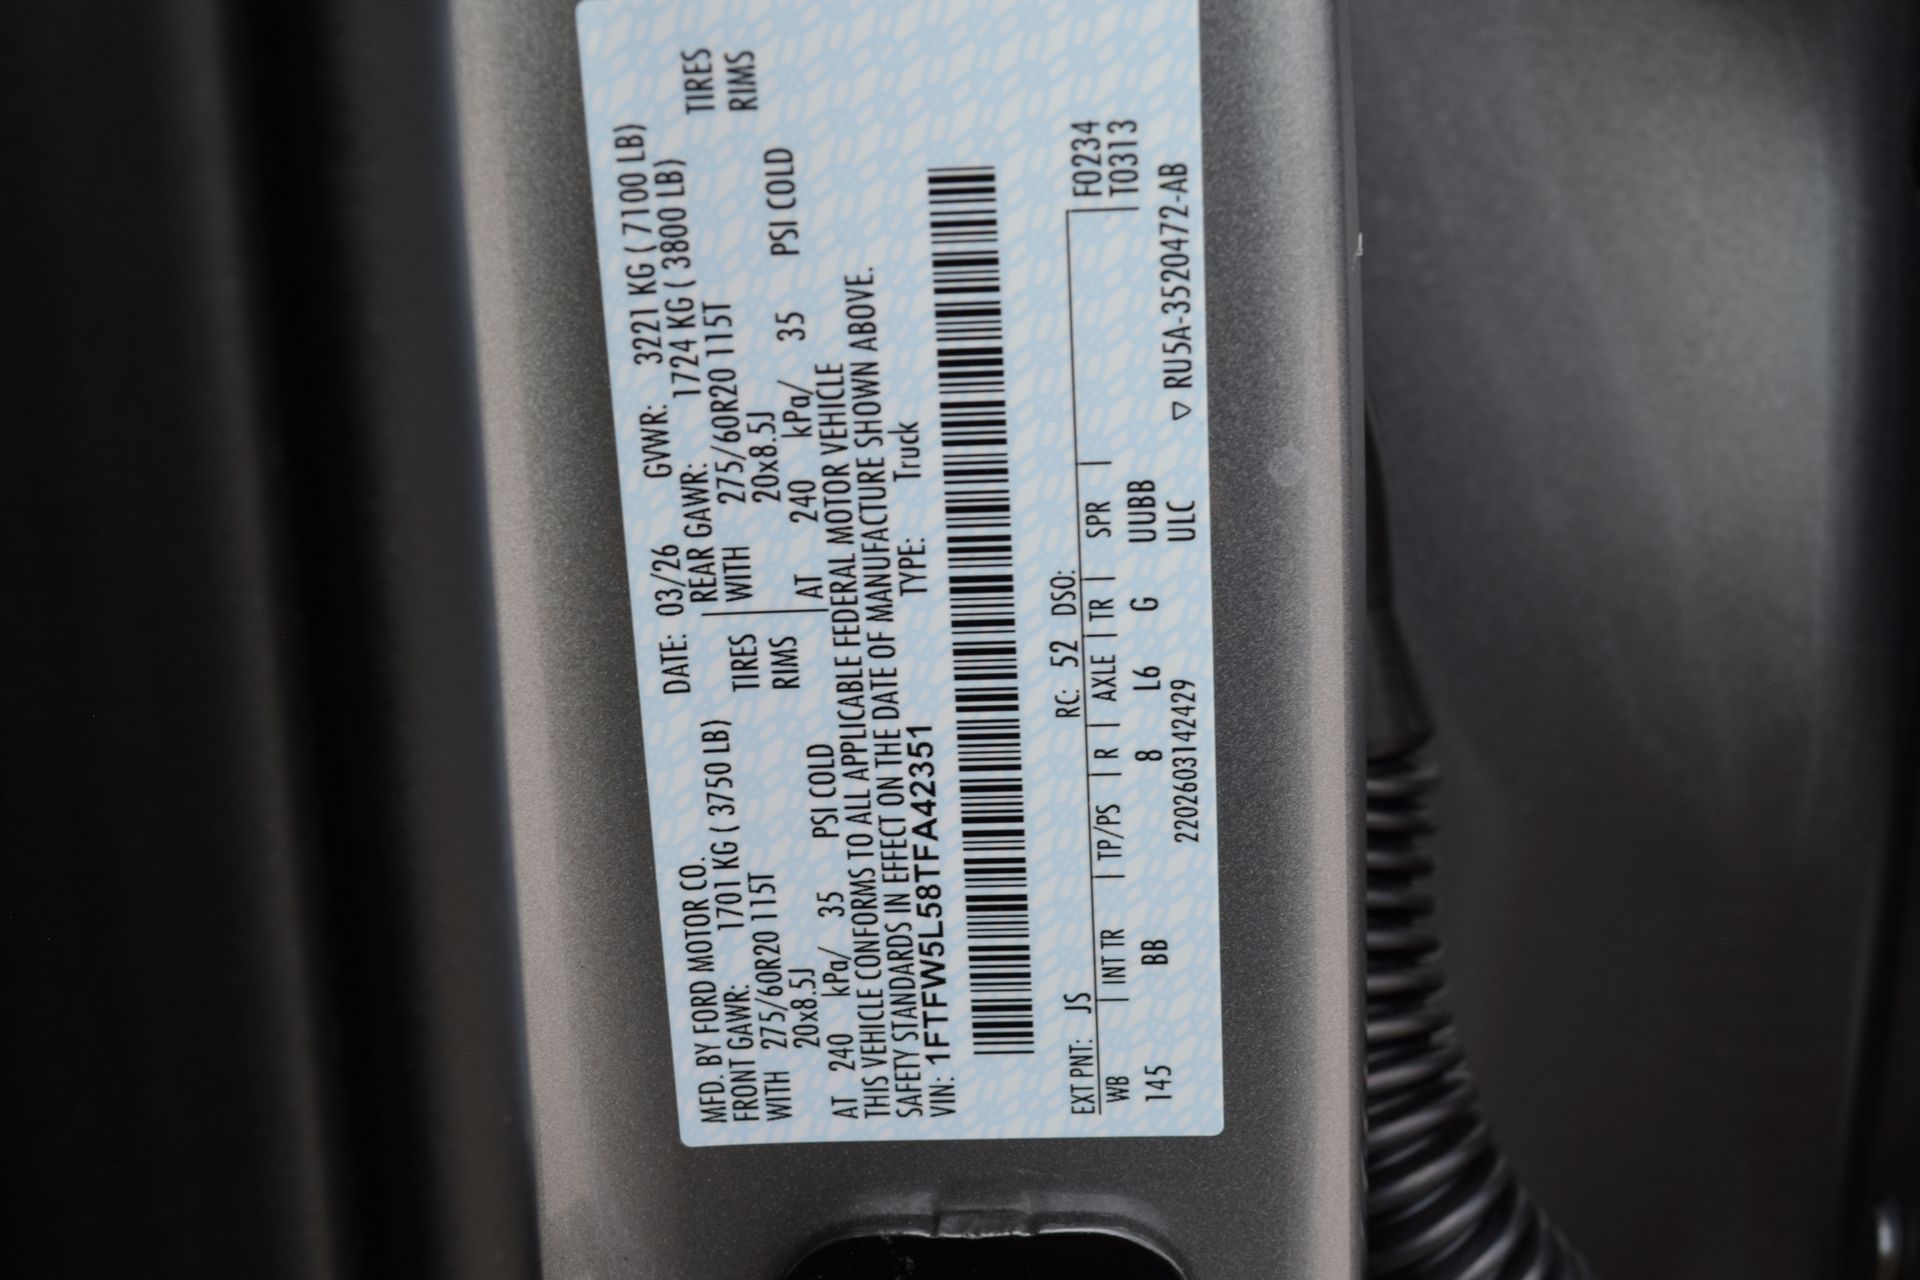 MFD. BY FORD MOTOR CO. DATE: 03/26 GVWR: 3221 KG ( 7100 LB)
FRONT GAWR: 1701 KG ( 3750 LB) REAR GAWR: 1724 KG ( 3800 LB)
WITH 275/60R20 115T TIRES WITH 275/60R20 115T TIRES
20x8.5J RIMS 20x8.5J RIMS
AT 240 kPa/ 35 PSI COLD AT 240 kPa/ 35 PSI COLD
THIS VEHICLE CONFORMS TO ALL APPLICABLE FEDERAL MOTOR VEHICLE
SAFETY STANDARDS IN EFFECT ON THE DATE OF MANUFACTURE SHOWN ABOVE.
VIN: 1FTFW5L58TFA42351 TYPE: Truck
EXT PNT: JS RC: 52 DSO: F0234
WB INT TR TP/PS R AXLE TR SPR T0313
145 BB 8 L6 G UUBB
220260314242​9 ULC ▽ RU5A-3520472-AB